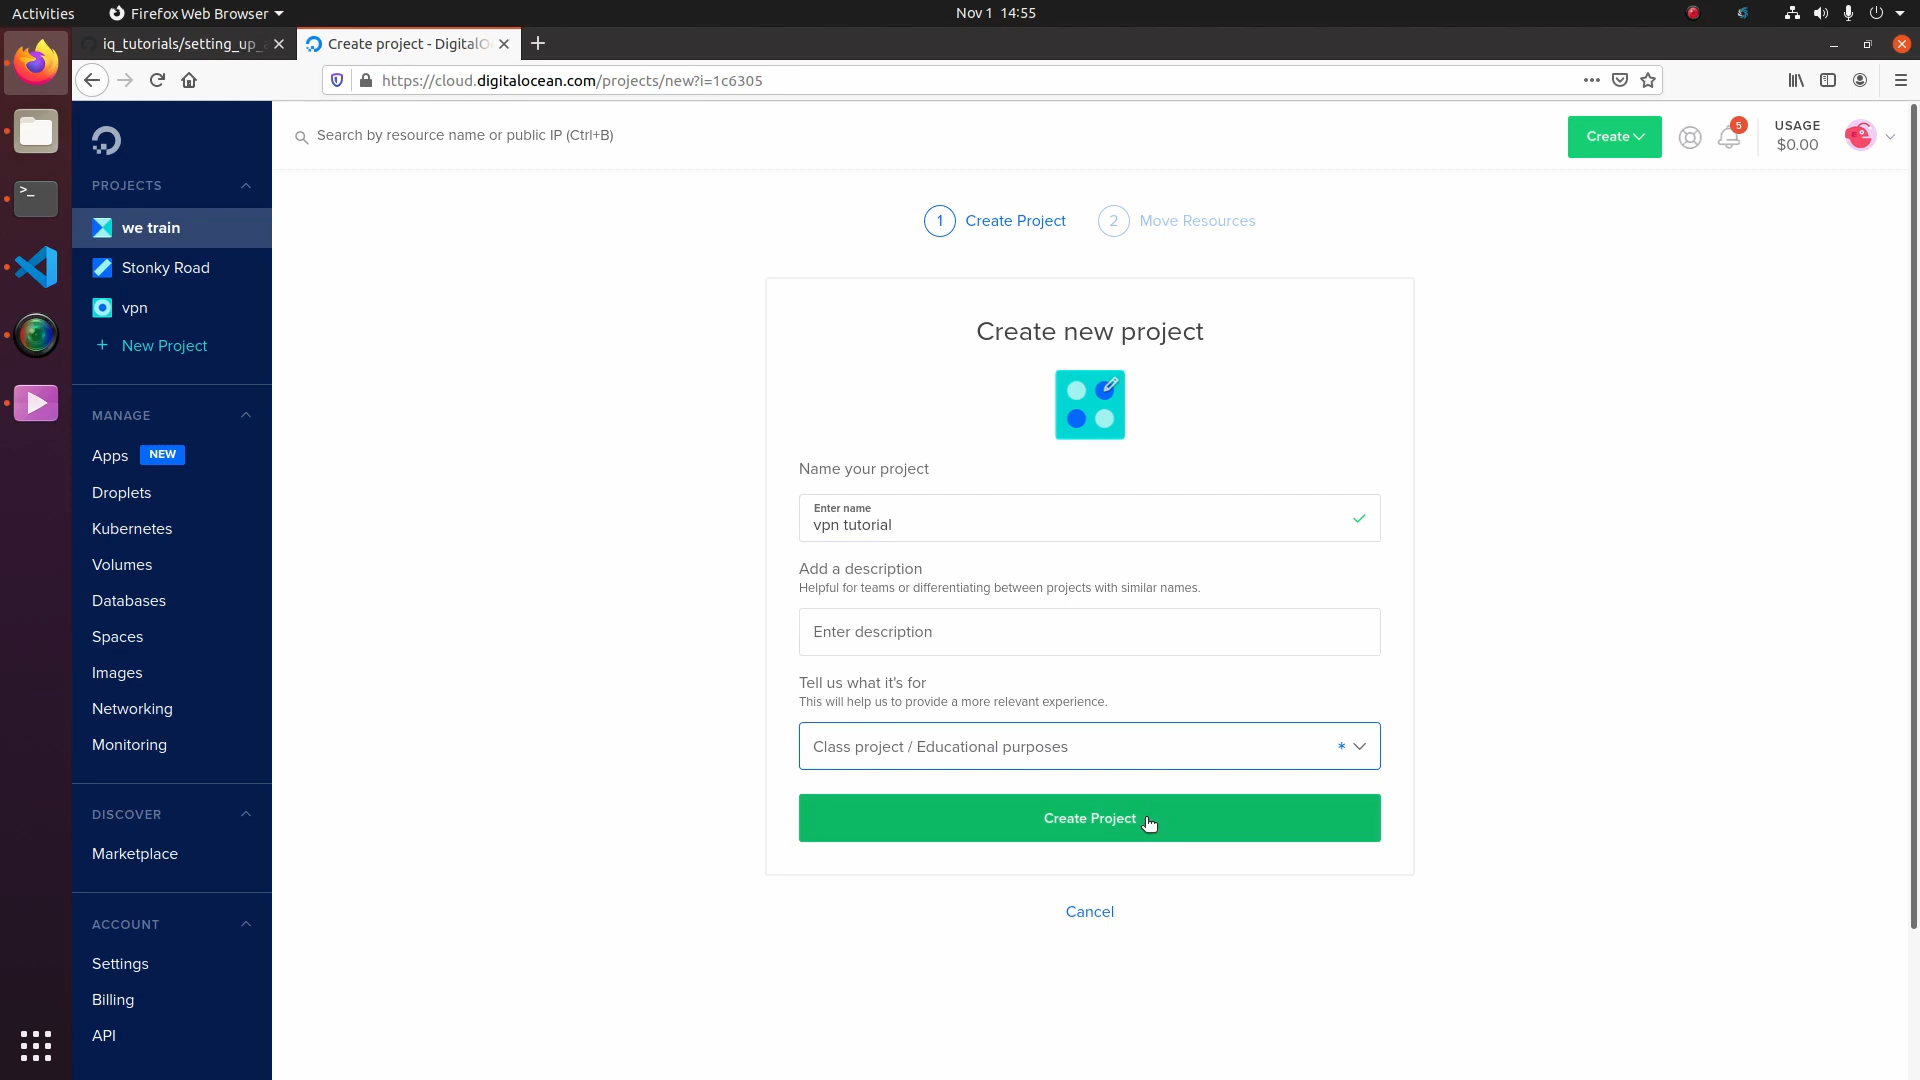 Activities
Firefox Web Browser
Nov 1 14:55
iq_tutorials/setting_up_
Create project - DigitalO
https://cloud.digitalocean.com/projects/new?i=1c6305
Search by resource name or public IP (Ctrl+B)
Create
5
USAGE
$0.00
PROJECTS
we train
Stonky Road
vpn
+ New Project
MANAGE
Apps NEW
Droplets
Kubernetes
Volumes
Databases
Spaces
Images
Networking
Monitoring
DISCOVER
Marketplace
ACCOUNT
Settings
Billing
API
1 Create Project
2 Move Resources
Create new project
Name your project
Enter name
vpn tutorial
Add a description
Helpful for teams or differentiating between projects with similar names.
Enter description
Tell us what it's for
This will help us to provide a more relevant experience.
Class project / Educational purposes *
Create Project
Cancel